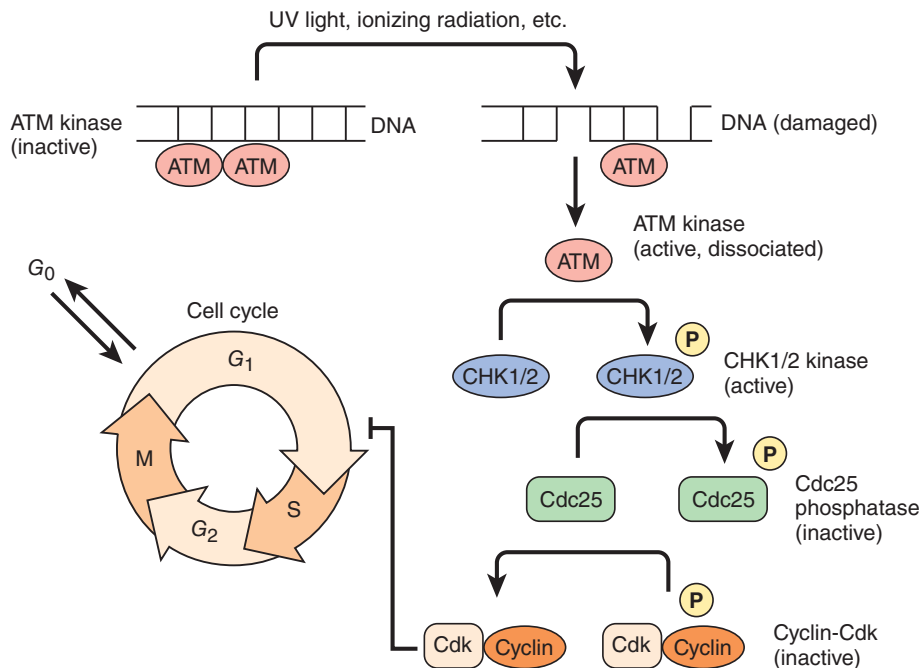 UV light, ionizing radiation, etc.
ATM kinase
(inactive)
DNA
ATM
ATM
DNA (damaged)
ATM
ATM kinase
(active, dissociated)
ATM
G0
Cell cycle
G1
S
G2
M
CHK1/2
P
CHK1/2
CHK1/2 kinase
(active)
Cdc25
P
Cdc25
Cdc25
phosphatase
(inactive)
Cdk
Cyclin
P
Cdk
Cyclin
Cyclin-Cdk
(inactive)